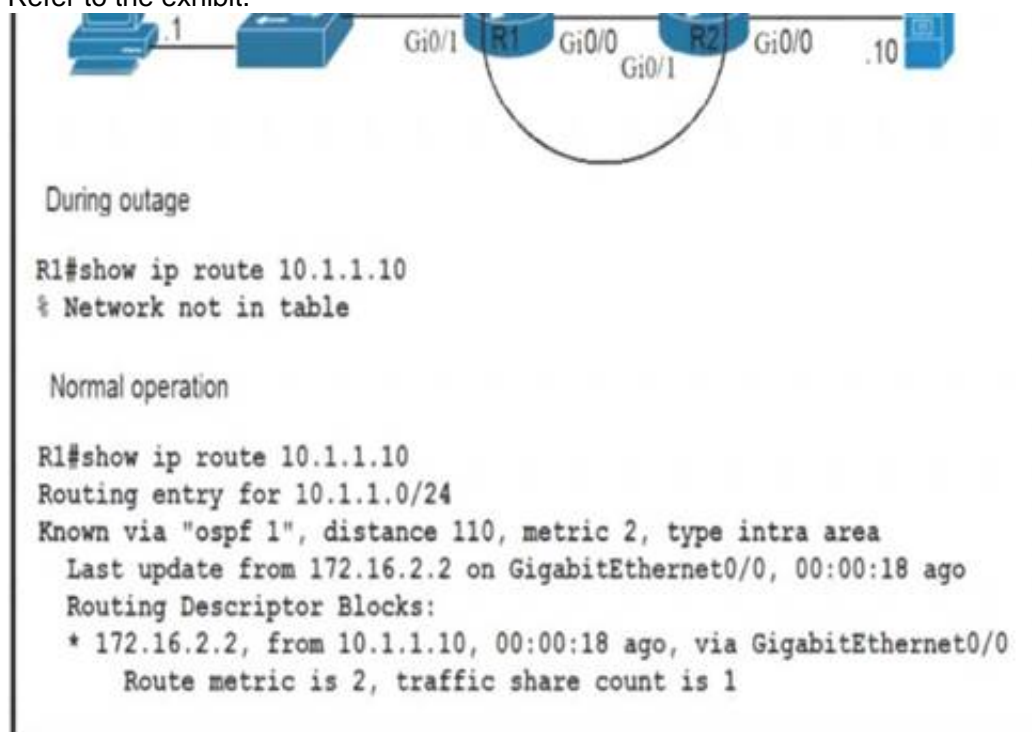 Refer to the exhibit.
.1
Gi0/1
R1
Gi0/0
Gi0/1
R2
Gi0/0
.10
During outage
R1#show ip route 10.1.1.10
% Network not in table
Normal operation
R1#show ip route 10.1.1.10
Routing entry for 10.1.1.0/24
Known via "ospf 1", distance 110, metric 2, type intra area
Last update from 172.16.2.2 on GigabitEthernet0/0, 00:00:18 ago
Routing Descriptor Blocks:
* 172.16.2.2, from 10.1.1.10, 00:00:18 ago, via GigabitEthernet0/0
Route metric is 2, traffic share count is 1